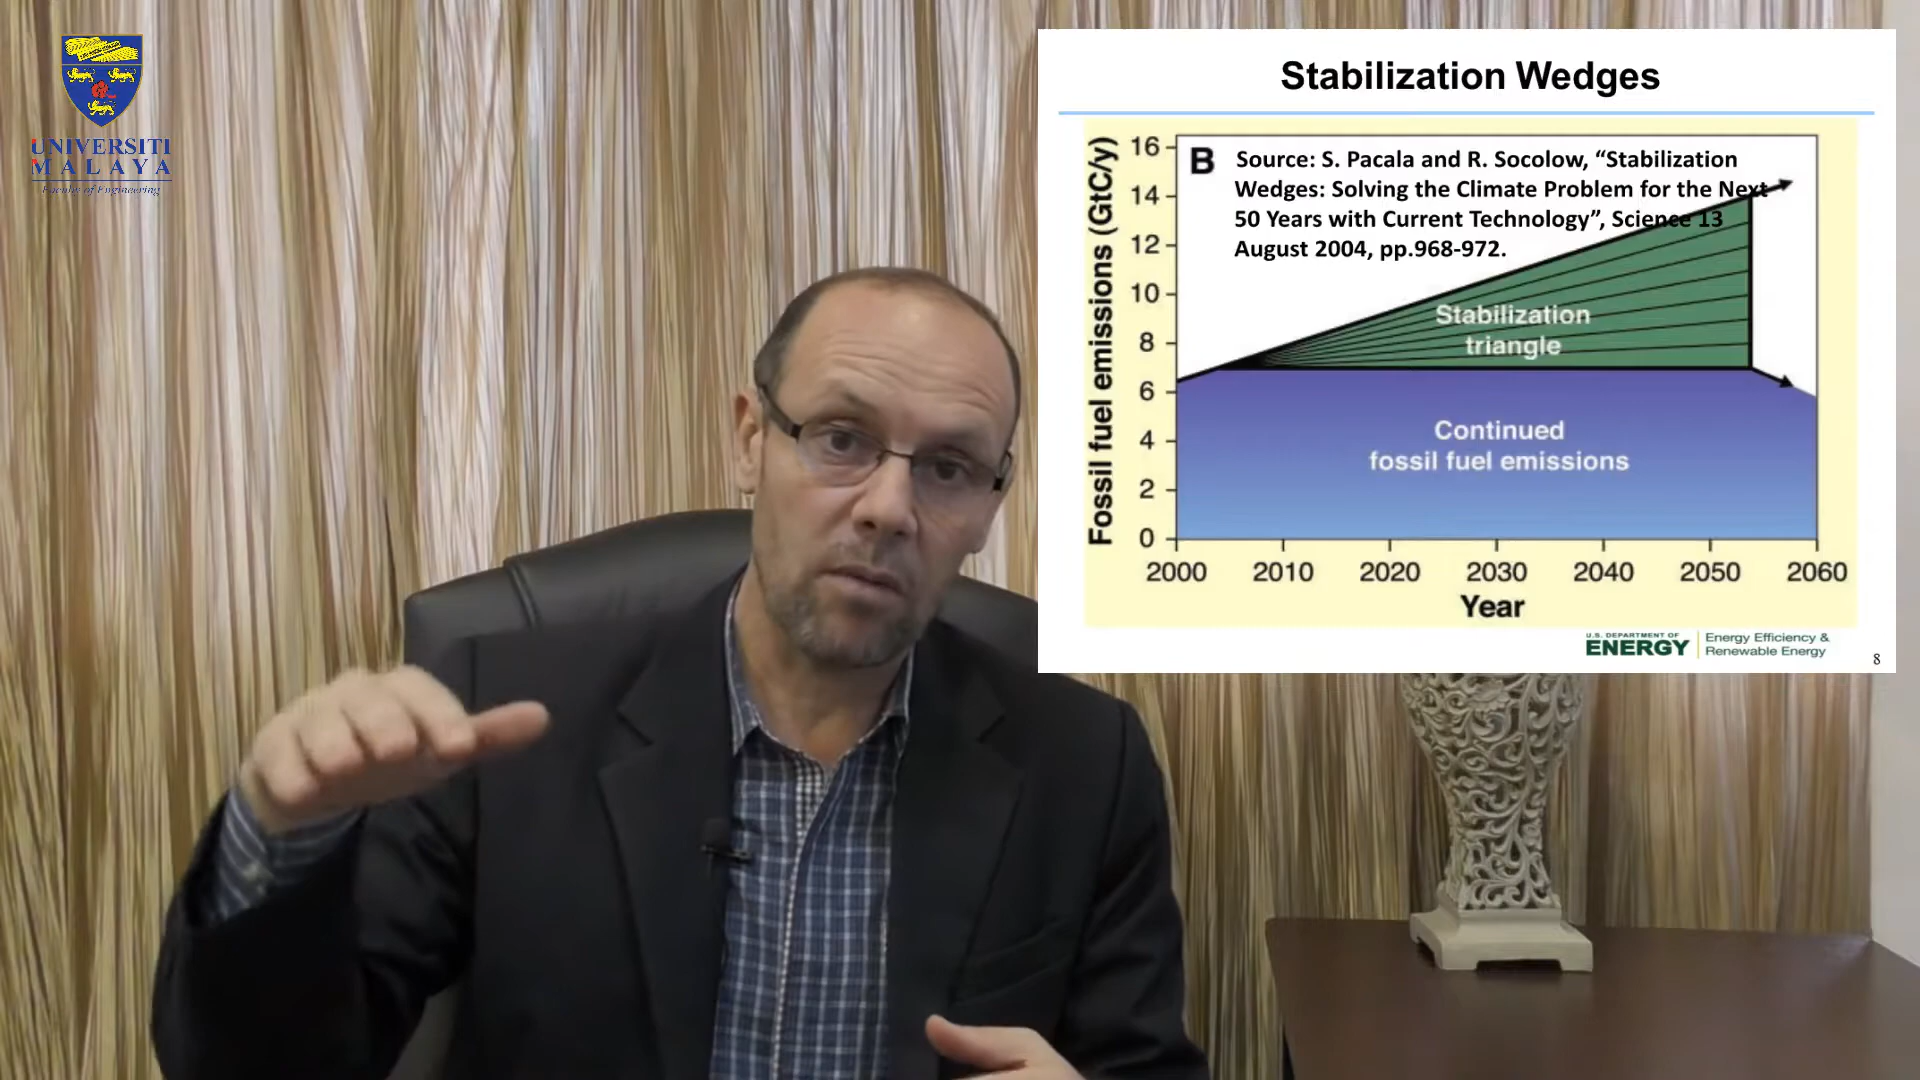 UNIVERSITI
MALAYA
Faculty of Engineering
Stabilization Wedges
Fossil fuel emissions (GtC/y)
16
14
12
10
8
6
4
2
0
B
Source: S. Pacala and R. Socolow, “Stabilization
Wedges: Solving the Climate Problem for the Next
50 Years with Current Technology”, Science 13
August 2004, pp.968-972.
Stabilization
triangle
Continued
fossil fuel emissions
2000 2010 2020 2030 2040 2050 2060
Year
U.S. DEPARTMENT OF
ENERGY
Energy Efficiency &
Renewable Energy
8